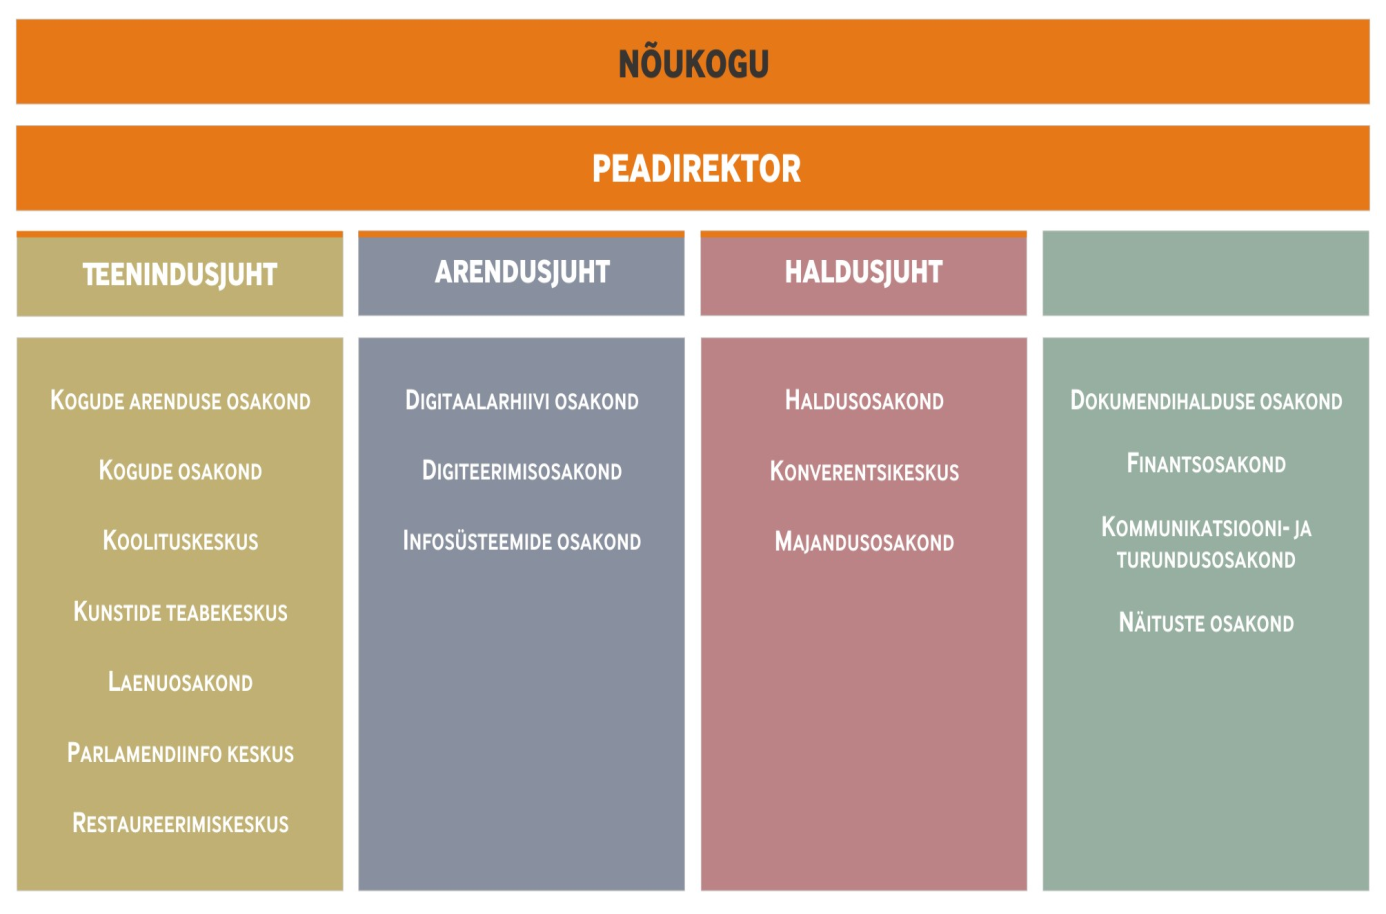 NÕUKOGU
PEADIREKTOR
TEENINDUSJUHT
KOGUDE ARENDUSE OSAKOND
KOGUDE OSAKOND
KOOLITUSKESKUS
KUNSTIDE TEABEKESKUS
LAENUOSAKOND
PARLAMENDIINFO KESKUS
RESTAUREERIMISKESKUS
ARENDUSJUHT
DIGITAALARHIIVI OSAKOND
DIGITEERIMISOSAKOND
INFOSÜSTEEMIDE OSAKOND
HALDUSJUHT
HALDUSOSAKOND
KONVERENTSIKESKUS
MAJANDUSOSAKOND
DOKUMENDIHALDUSE OSAKOND
FINANTSOSAKOND
KOMMUNIKATSIOONI- JA
TURUNDUSOSAKOND
NÄITUSTE OSAKOND